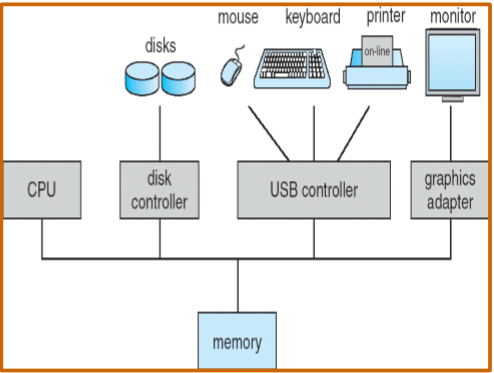 mouse keyboard printer monitor
disks
on-line
CPU
disk
controller
USB controller
graphics
adapter
memory